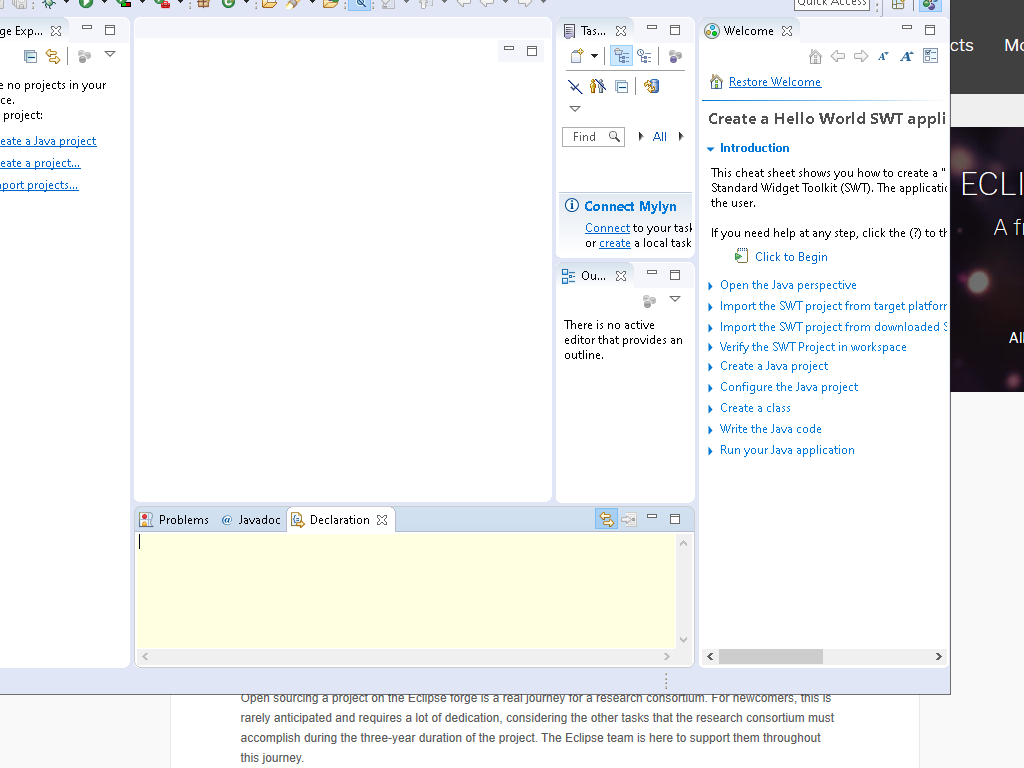 Quick Access
ge Exp...
e no projects in your
ce.
project:
eate a Java project
eate a project...
port projects...
Tas...
Find
All
Connect Mylyn
Connect to your task
or create a local task
Ou...
There is no active
editor that provides an
outline.
Welcome
Restore Welcome
Create a Hello World SWT appli
Introduction
This cheat sheet shows you how to create a "
Standard Widget Toolkit (SWT). The applicatio
the user.
If you need help at any step, click the (?) to th
Click to Begin
Open the Java perspective
Import the SWT project from target platform
Import the SWT project from downloaded S
Verify the SWT Project in workspace
Create a Java project
Configure the Java project
Create a class
Write the Java code
Run your Java application
Problems
@ Javadoc
Declaration
cts
Mo
ECLI
A fr
All
Open sourcing a project on the Eclipse forge is a real journey for a research consortium. For newcomers, this is
rarely anticipated and requires a lot of dedication, considering the other tasks that the research consortium must
accomplish during the three-year duration of the project. The Eclipse team is here to support them throughout
this journey.